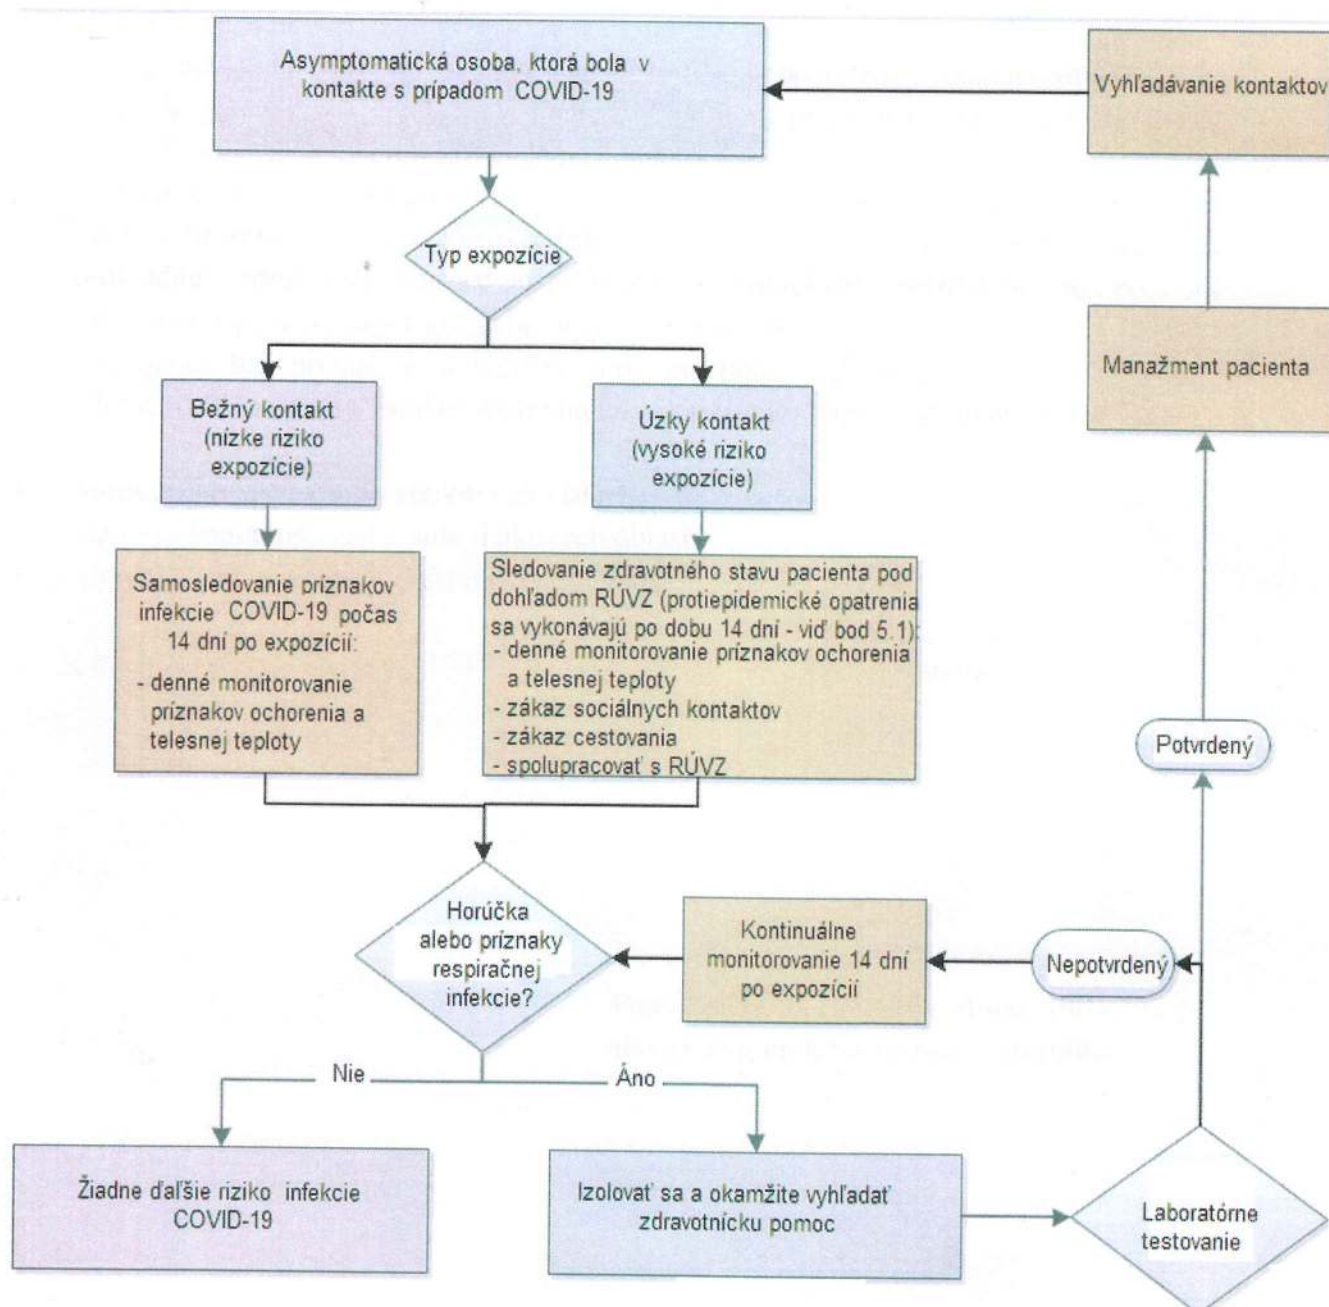 Asymptomatická osoba, ktorá bola v
kontakte s prípadom COVID-19
Vyhľadávanie kontaktov
Typ expozície
Manažment pacienta
Bežný kontakt
(nízke riziko
expozície)
Úzky kontakt
(vysoké riziko
expozície)
Samosledovanie príznakov
infekcie COVID-19 počas
14 dní po expozícií:
- denné monitorovanie
príznakov ochorenia a
telesnej teploty
Sledovanie zdravotného stavu pacienta pod
dohľadom RÚVZ (protiepidemické opatrenia
sa vykonávajú po dobu 14 dní - viď bod 5.1):
- denné monitorovanie príznakov ochorenia
a telesnej teploty
- zákaz sociálnych kontaktov
- zákaz cestovania
- spolupracovať s RÚVZ
Potvrdený
Horúčka
alebo príznaky
respiračnej
infekcie?
Kontinuálne
monitorovanie 14 dní
po expozícií
Nepotvrdený
Nie
Áno
Žiadne ďaľšie riziko infekcie
COVID-19
Izolovať sa a okamžite vyhľadať
zdravotnícku pomoc
Laboratórne
testovanie